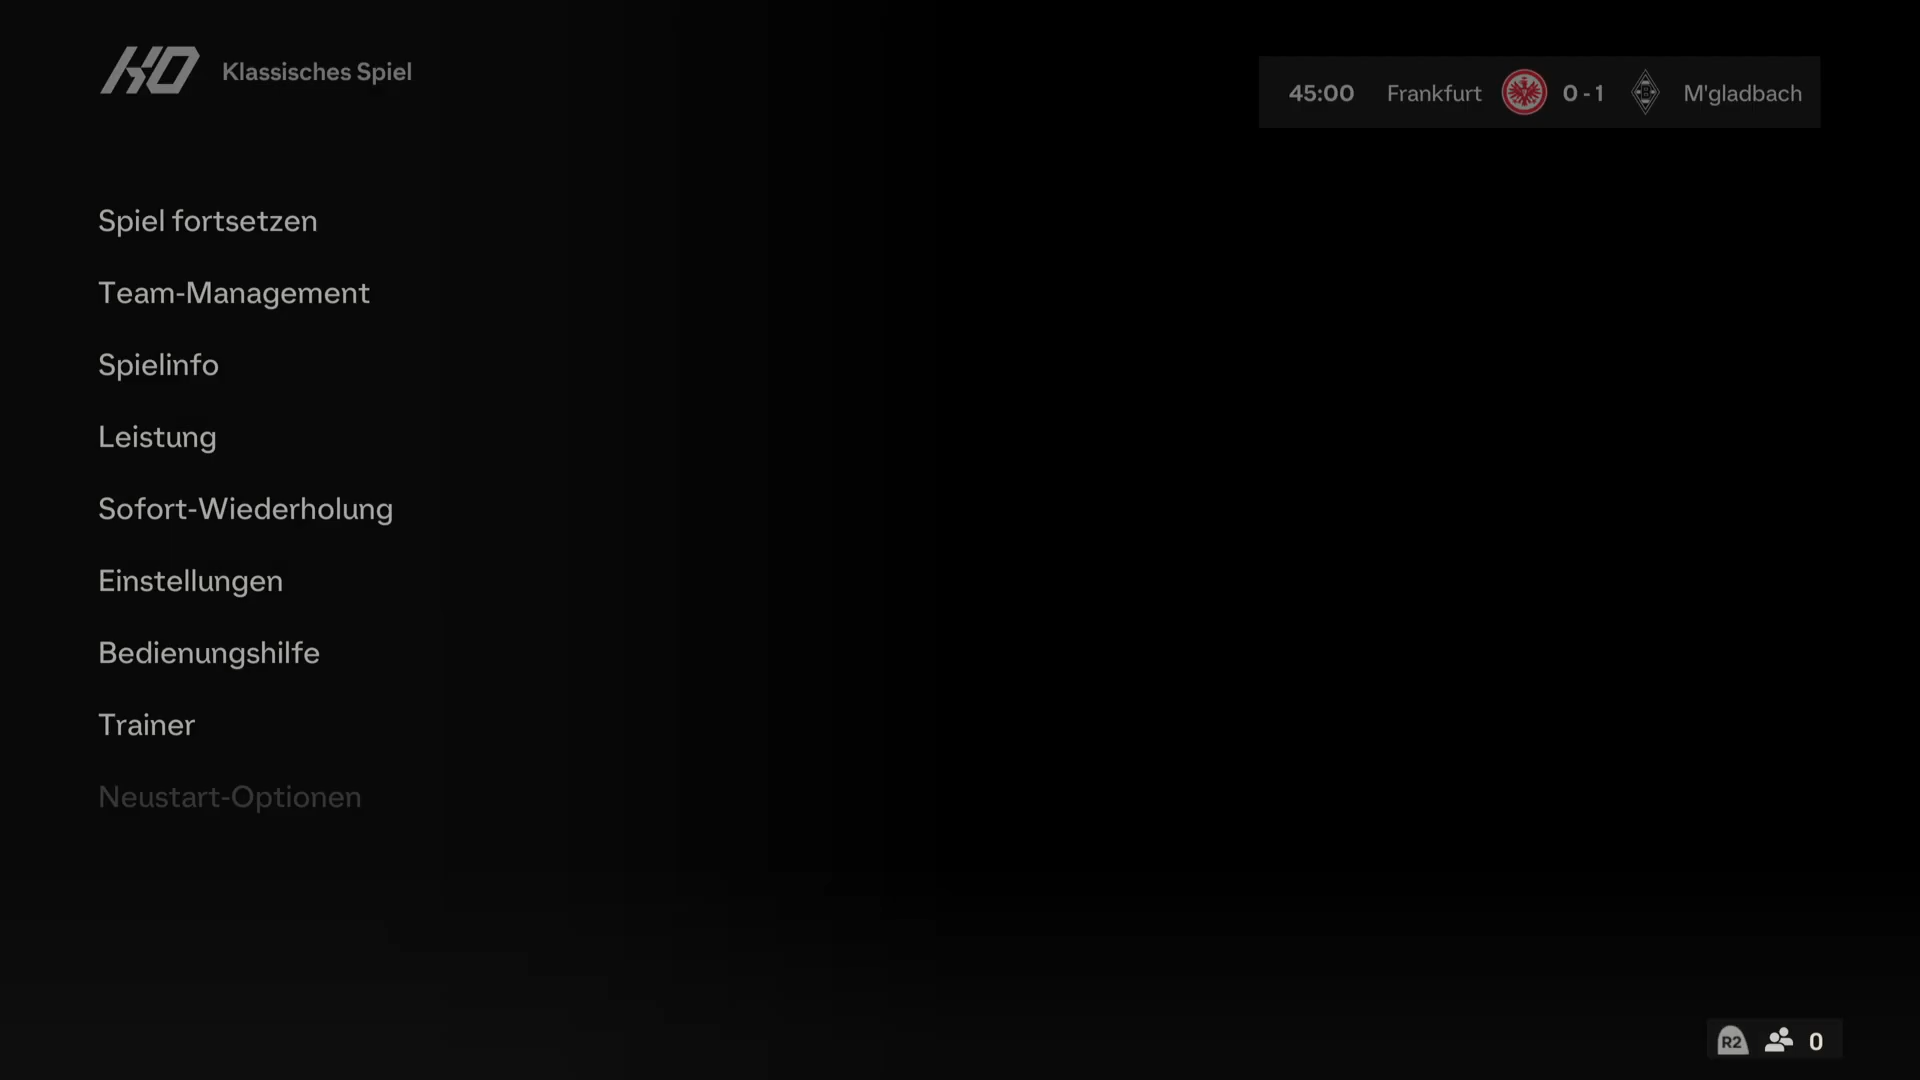 KO Klassisches Spiel
45:00 Frankfurt 0 - 1 M'gladbach
Spiel fortsetzen
Team-Management
Spielinfo
Leistung
Sofort-Wiederholung
Einstellungen
Bedienungshilfe
Trainer
Neustart-Optionen
R2 0